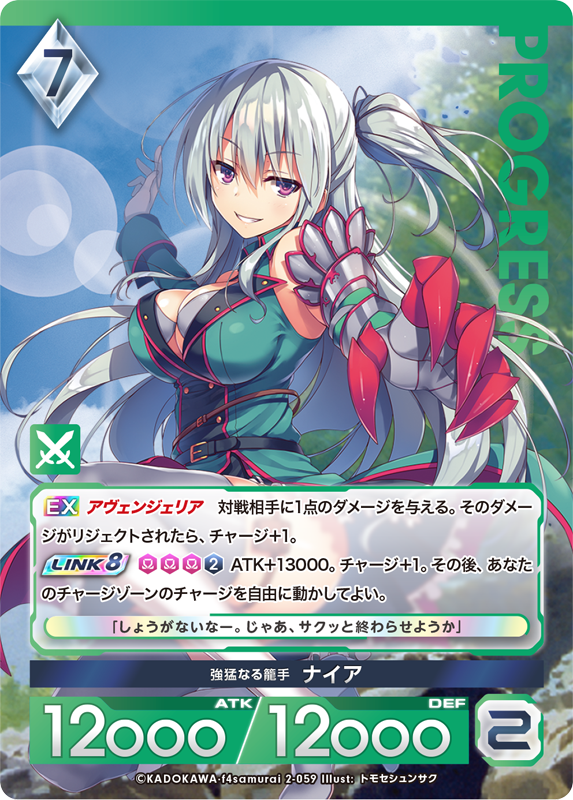 7
PROGRESS
EX アヴェンジェリア 対戦相手に1点のダメージを与える。そのダメー
ジがリジェクトされたら、チャージ+1。
LINK 8 2 ATK+13000。チャージ+1。その後、あなた
のチャージゾーンのチャージを自由に動かしてよい。
「しょうがないなー。じゃあ、サクッと終わらせようか」
強猛なる籠手 ナイア
ATK DEF
12000 / 12000 2
©KADOKAWA・f4samurai 2-059 Illust: トモセシュンサク